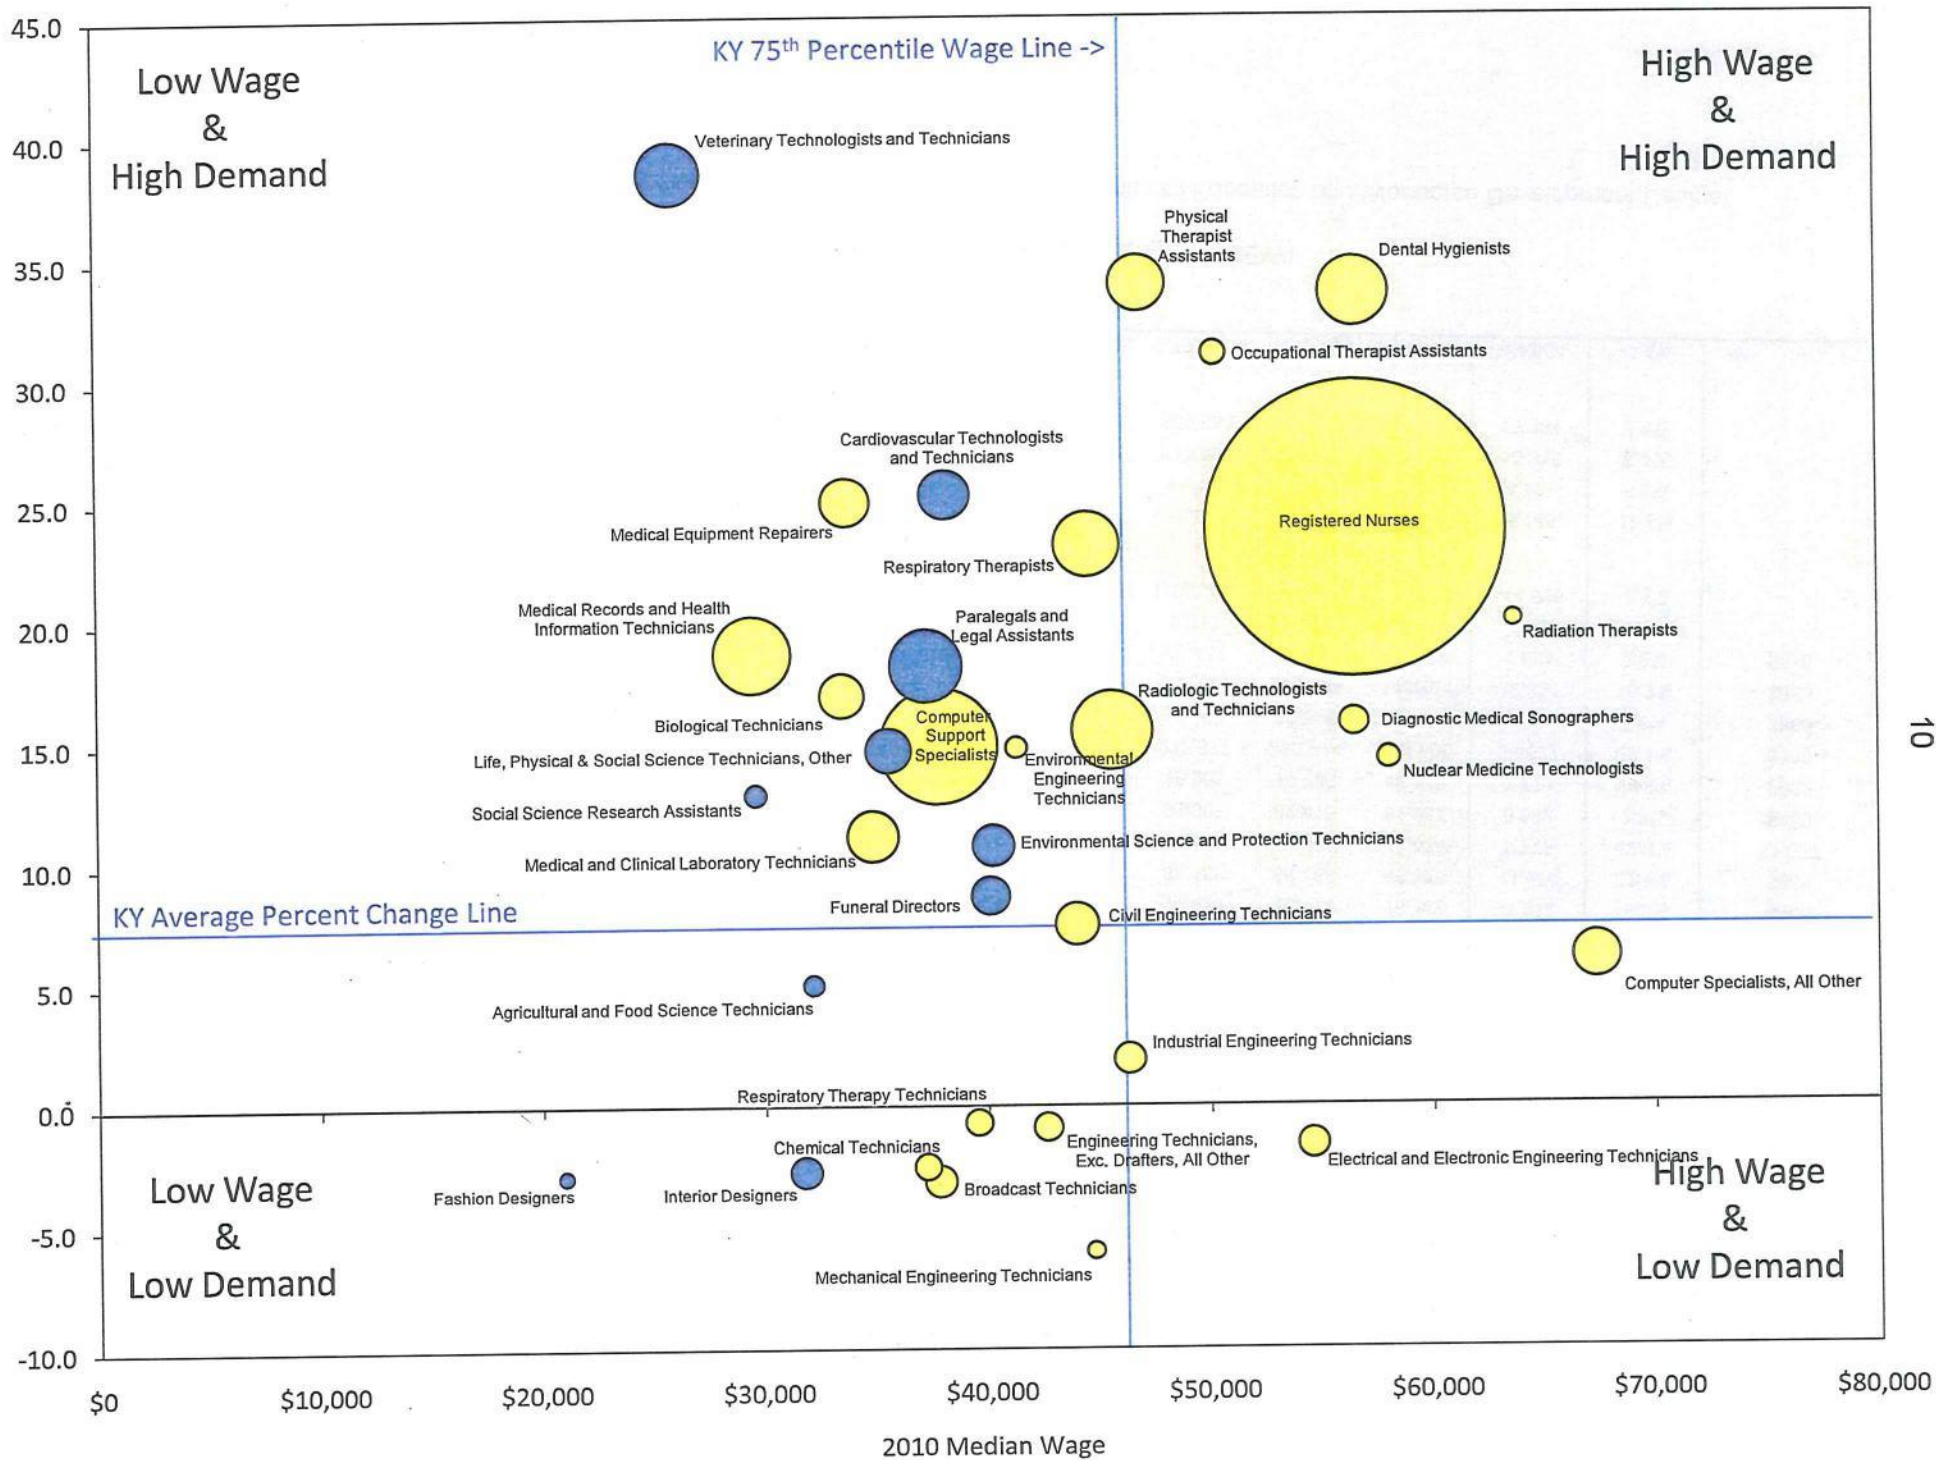 45.0
40.0
35.0
30.0
25.0
20.0
15.0
10.0
5.0
0.0
-5.0
-10.0
KY 75th Percentile Wage Line ->
Low Wage
&
High Demand
High Wage
&
High Demand
Veterinary Technologists and Technicians
Physical
Therapist
Assistants
Dental Hygienists
Occupational Therapist Assistants
Cardiovascular Technologists
and Technicians
Medical Equipment Repairers
Respiratory Therapists
Registered Nurses
Medical Records and Health
Information Technicians
Paralegals and
Legal Assistants
Radiation Therapists
Biological Technicians
Radiologic Technologists
and Technicians
Diagnostic Medical Sonographers
Computer
Support
Specialists
Life, Physical & Social Science Technicians, Other
Environmental
Engineering
Technicians
Nuclear Medicine Technologists
Social Science Research Assistants
Medical and Clinical Laboratory Technicians
Environmental Science and Protection Technicians
Funeral Directors
KY Average Percent Change Line
Civil Engineering Technicians
Computer Specialists, All Other
Agricultural and Food Science Technicians
Industrial Engineering Technicians
Respiratory Therapy Technicians
Chemical Technicians
Engineering Technicians,
Exc. Drafters, All Other
Electrical and Electronic Engineering Technicians
Fashion Designers
Interior Designers
Broadcast Technicians
Mechanical Engineering Technicians
Low Wage
&
Low Demand
High Wage
&
Low Demand
$0
$10,000
$20,000
$30,000
$40,000
$50,000
$60,000
$70,000
$80,000
2010 Median Wage
10